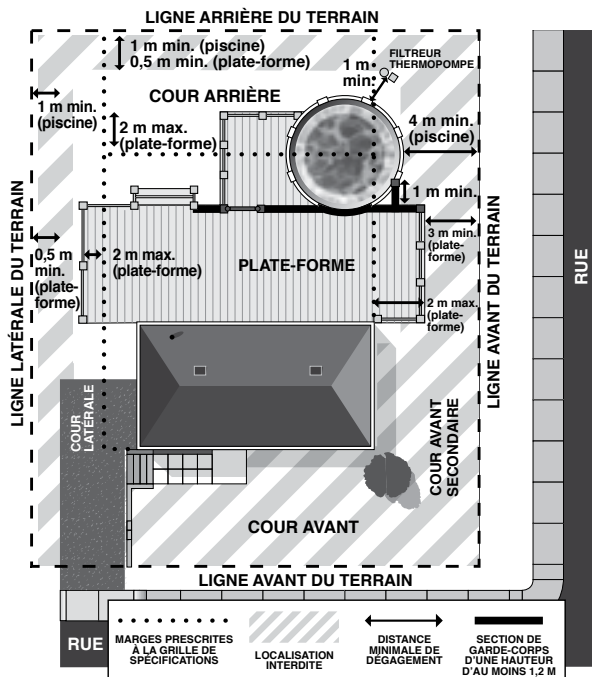 LIGNE ARRIÈRE DU TERRAIN
1 m min. (piscine)
0,5 m min. (plate-forme)
1 m
min.
FILTREUR
THERMOPOMPE
COUR ARRIÈRE
1 m min.
(piscine)
2 m max.
(plate-forme)
4 m min.
(piscine)
1 m min.
LIGNE LATÉRALE DU TERRAIN
0,5 m
min.
(plate-
forme)
2 m max.
(plate-forme)
PLATE-FORME
3 m min.
(plate-
forme)
2 m max.
(plate-
forme)
LIGNE AVANT DU TERRAIN
RUE
COUR
LATÉRALE
COUR AVANT
SECONDAIRE
COUR AVANT
LIGNE AVANT DU TERRAIN
RUE
MARGES PRESCRITES
À LA GRILLE DE
SPÉCIFICATIONS
LOCALISATION
INTERDITE
DISTANCE
MINIMALE DE
DÉGAGEMENT
SECTION DE
GARDE-CORPS
D'UNE HAUTEUR
D'AU MOINS 1,2 M